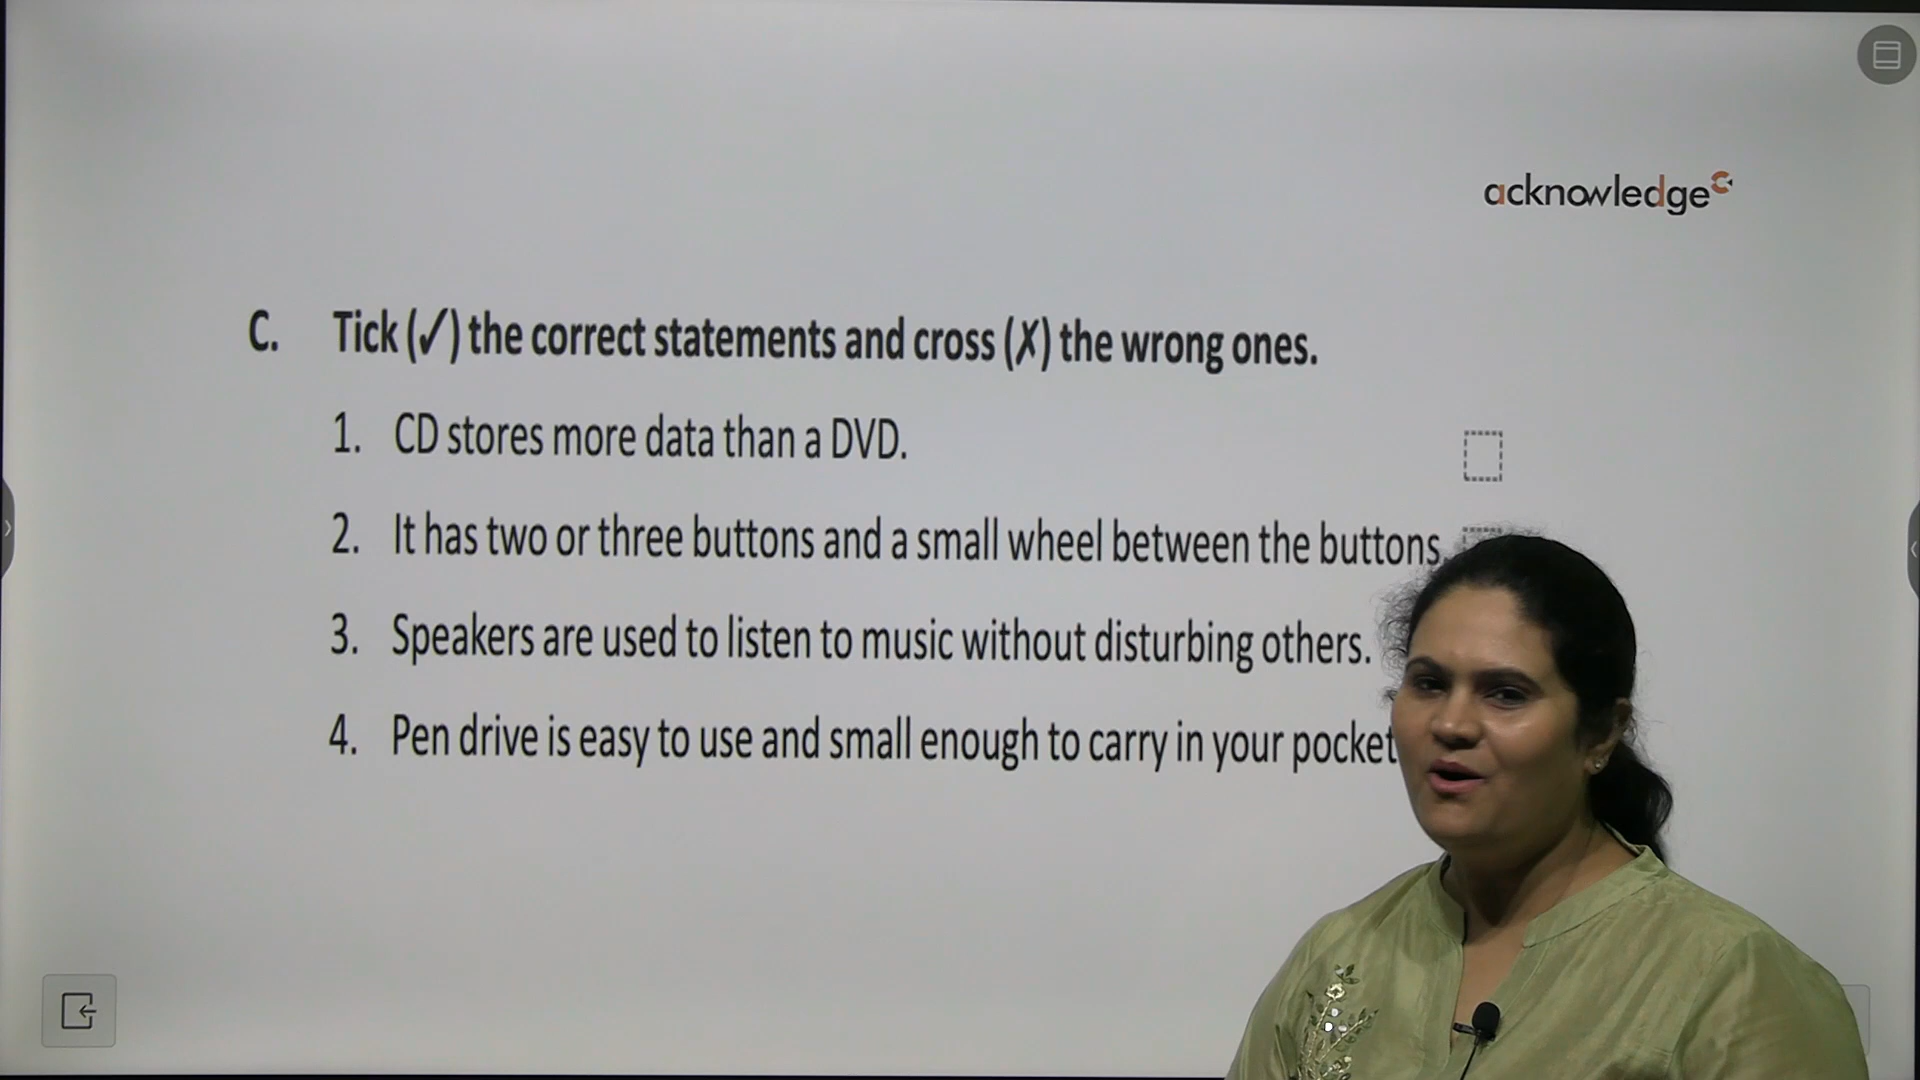 acknowledge
C. Tick (✓) the correct statements and cross (✗) the wrong ones.
1. CD stores more data than a DVD.
2. It has two or three buttons and a small wheel between the buttons.
3. Speakers are used to listen to music without disturbing others.
4. Pen drive is easy to use and small enough to carry in your pocket